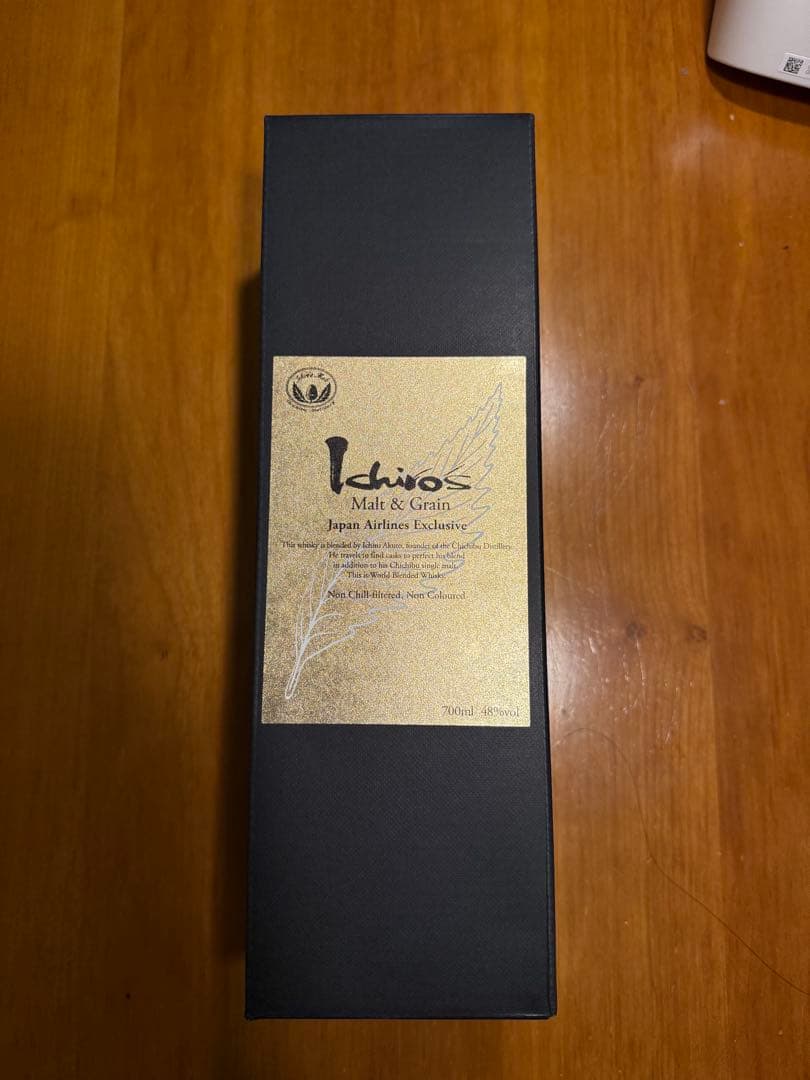 Ichiro's Malt
Ichiros
Malt & Grain
Japan Airlines Exclusive
This whisky is blended by Ichiro Akuto, founder of the Chichibu Distillery.
He travels to find casks to perfect his blend
in addition to his Chichibu single malt.
This is World Blended Whisky.
Non Chill-filtered, Non Coloured
700ml 48%vol